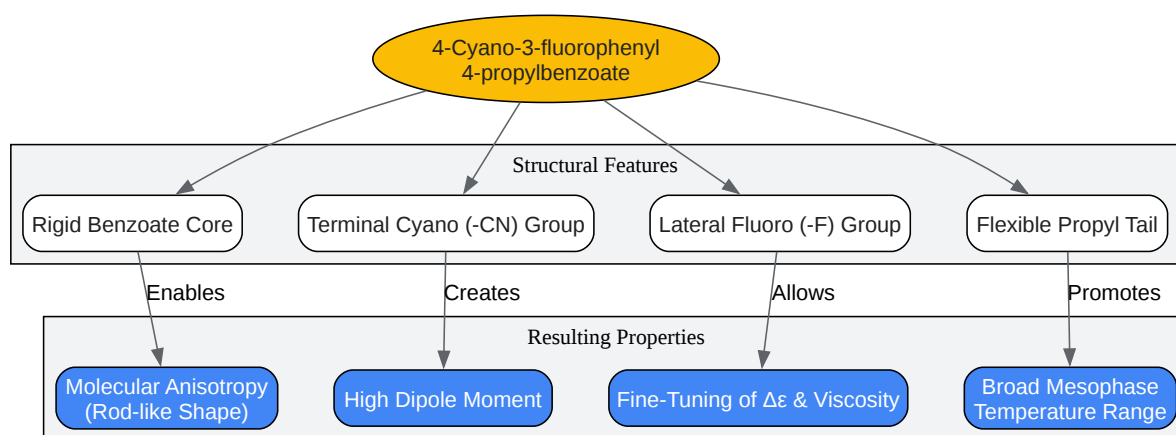 4-Cyano-3-fluorophenyl
4-propylbenzoate
Structural Features
Rigid Benzoate Core
Terminal Cyano (-CN) Group
Lateral Fluoro (-F) Group
Flexible Propyl Tail
Enables
Creates
Allows
Promotes
Resulting Properties
Molecular Anisotropy
(Rod-like Shape)
High Dipole Moment
Fine-Tuning of Δε & Viscosity
Broad Mesophase
Temperature Range